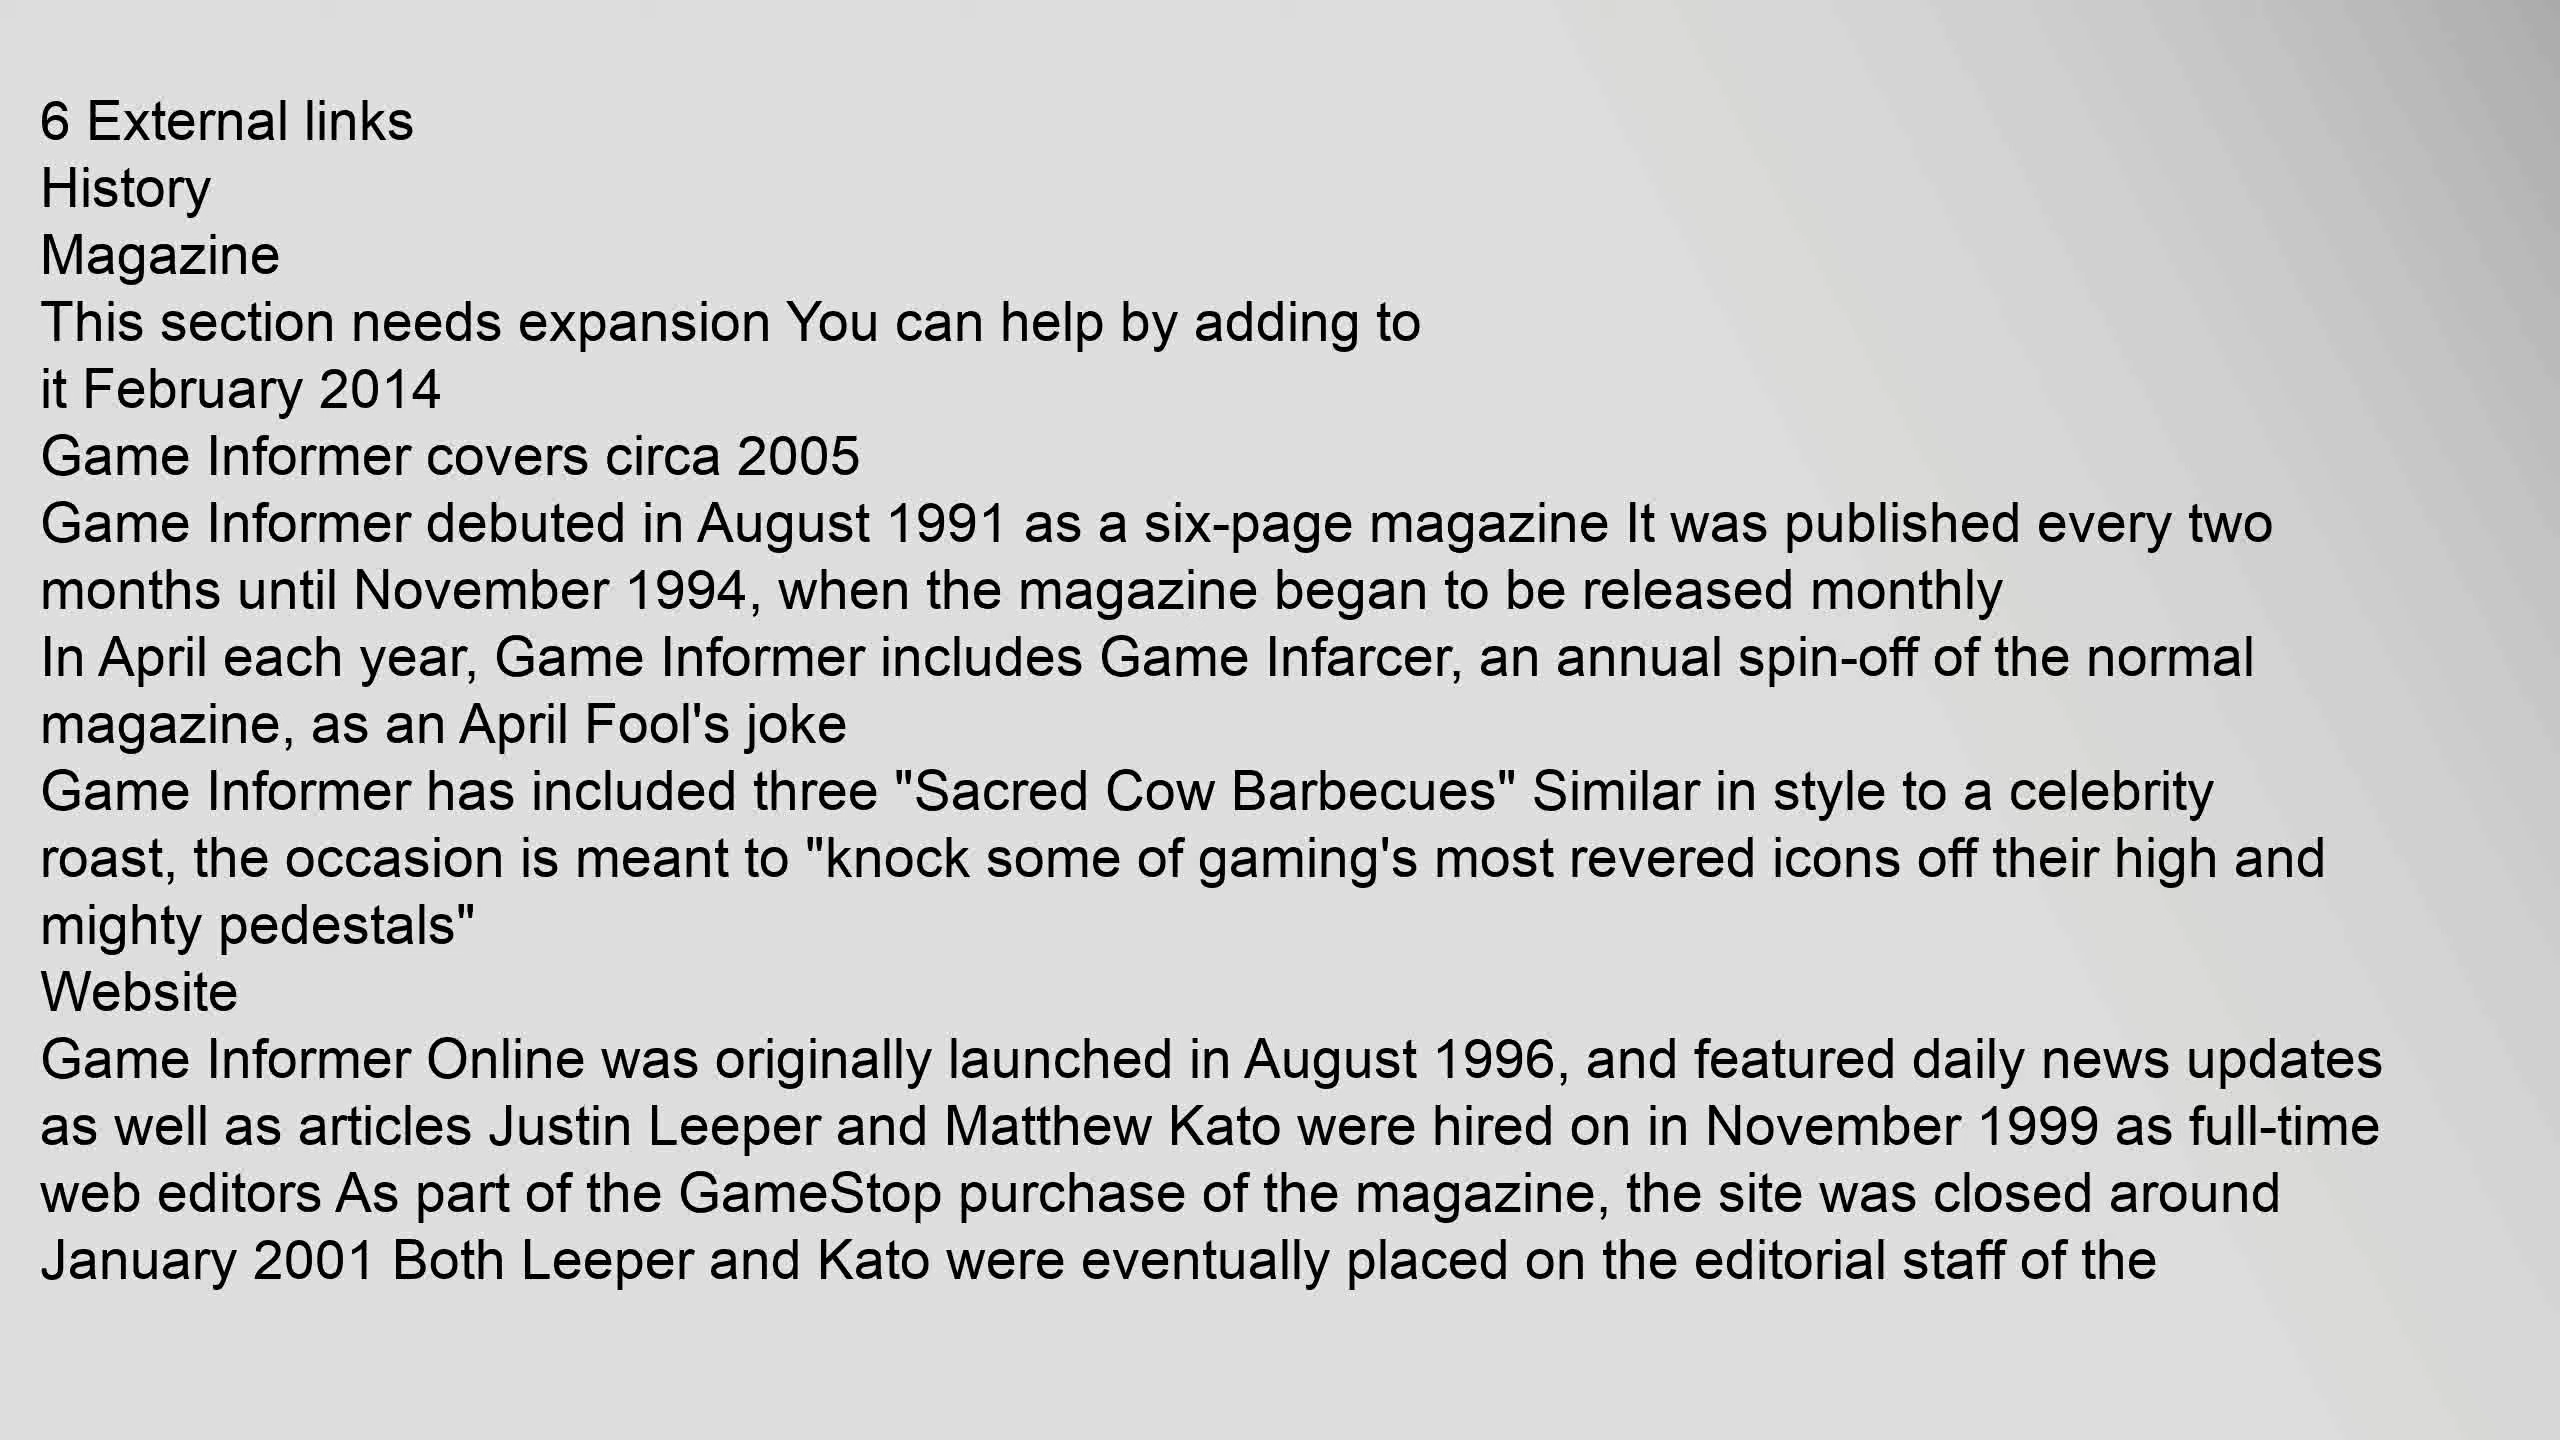 6 External links
History
Magazine
This section needs expansion You can help by adding to
it February 2014
Game Informer covers circa 2005
Game Informer debuted in August 1991 as a six-page magazine It was published every two
months until November 1994, when the magazine began to be released monthly
In April each year, Game Informer includes Game Infarcer, an annual spin-off of the normal
magazine, as an April Fool's joke
Game Informer has included three "Sacred Cow Barbecues" Similar in style to a celebrity
roast, the occasion is meant to "knock some of gaming's most revered icons off their high and
mighty pedestals"
Website
Game Informer Online was originally launched in August 1996, and featured daily news updates
as well as articles Justin Leeper and Matthew Kato were hired on in November 1999 as full-time
web editors As part of the GameStop purchase of the magazine, the site was closed around
January 2001 Both Leeper and Kato were eventually placed on the editorial staff of the